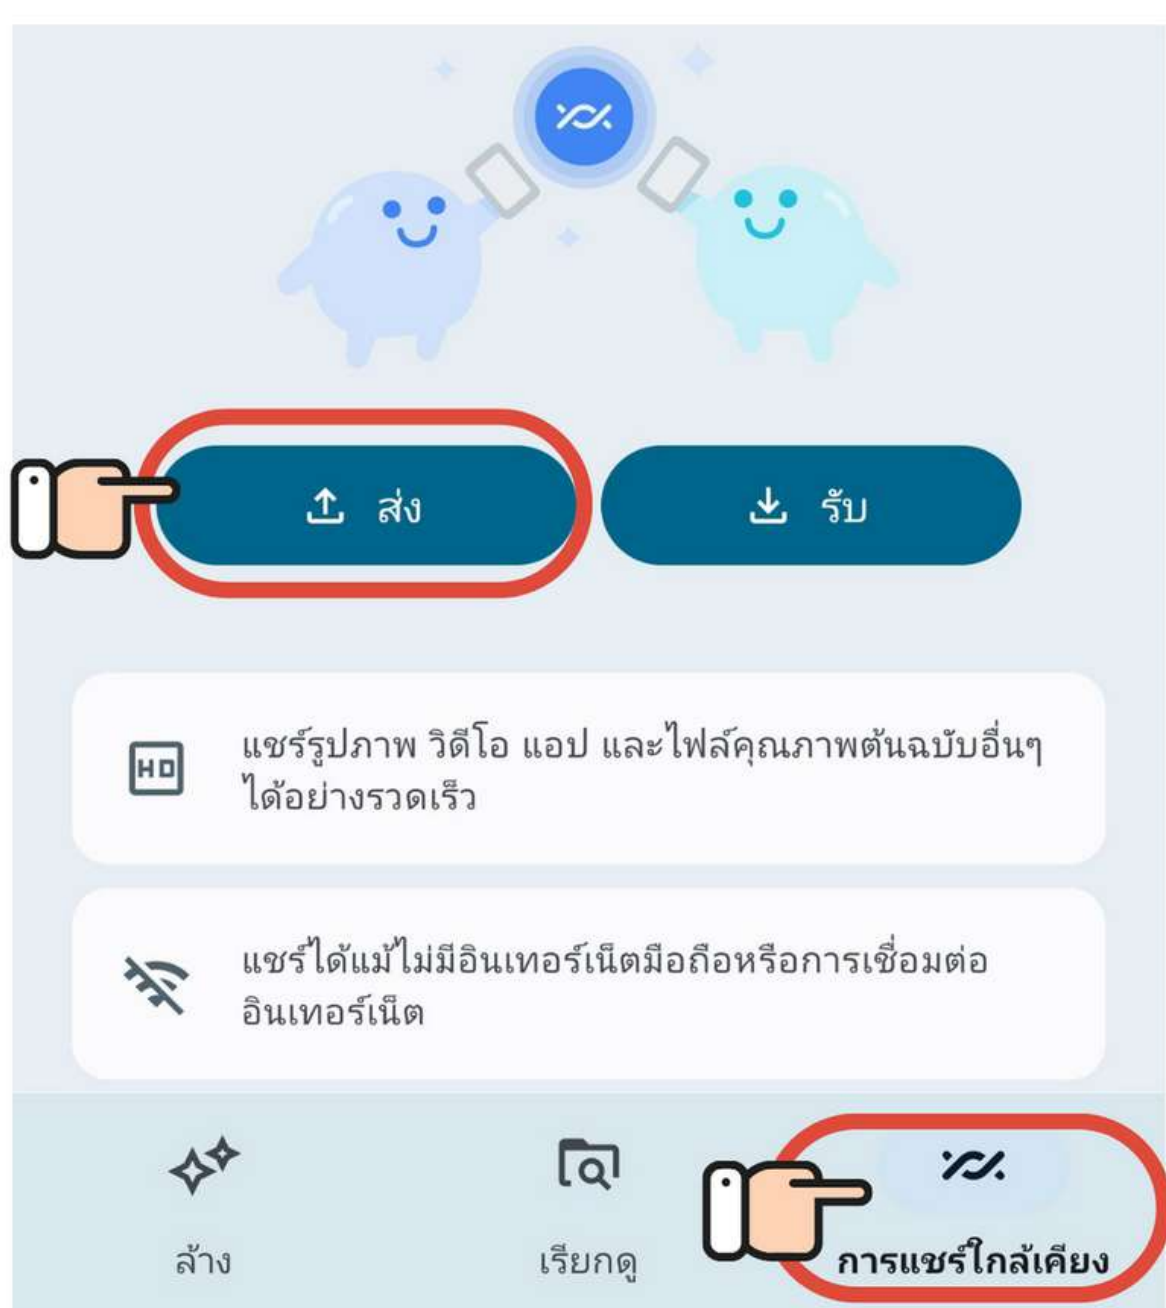 ส่ง
รับ
HD
แชร์รูปภาพ วิดีโอ แอป และไฟล์คุณภาพต้นฉบับอื่นๆ
ได้อย่างรวดเร็ว
แชร์ได้แม้ไม่มีอินเทอร์เน็ตมือถือหรือการเชื่อมต่อ
อินเทอร์เน็ต
ล้าง
เรียกดู
การแชร์ใกล้เคียง